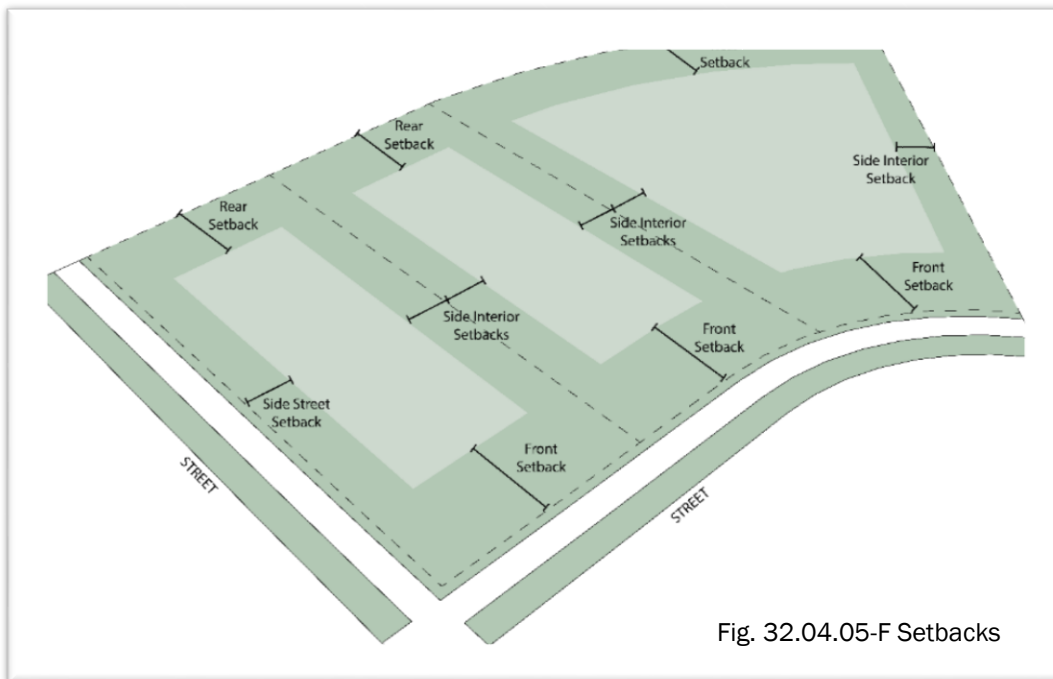 Setback
Rear
Setback
Side Interior
Setback
Rear
Setback
Side Interior
Setbacks
Front
Setback
Side Interior
Setbacks
Front
Setback
Side Street
Setback
Front
Setback
STREET
STREET
Fig. 32.04.05-F Setbacks